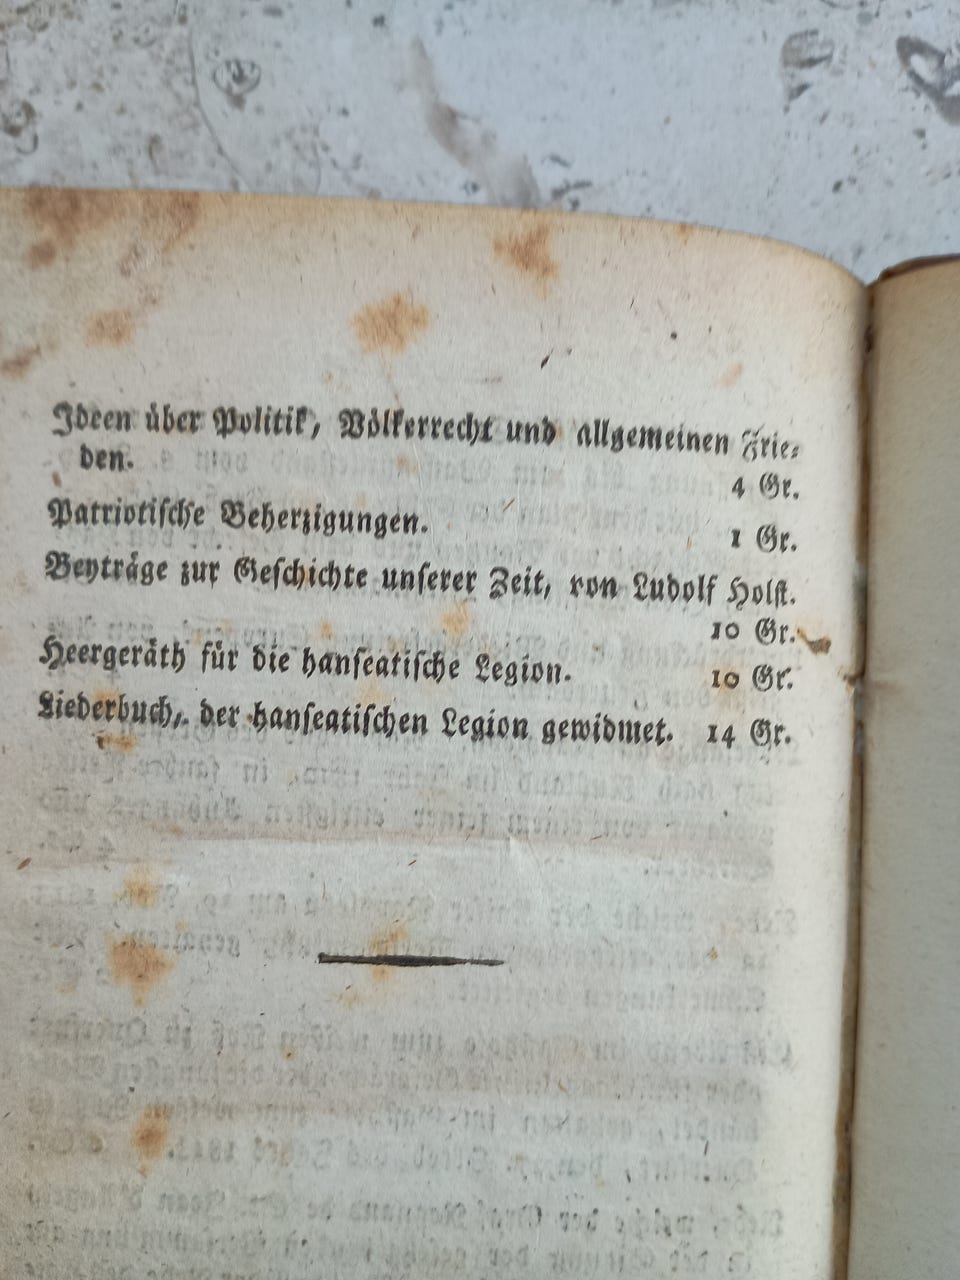 Ideen über Politik, Völkerrecht und allgemeinen Frie⸗
den. 4 Gr.
Patriotische Beherzigungen. 1 Gr.
Beyträge zur Geschichte unserer Zeit, von Ludolf Holst.
10 Gr.
Heergeräth für die hanseatische Legion. 10 Gr.
Liederbuch, der hanseatischen Legion gewidmet. 14 Gr.